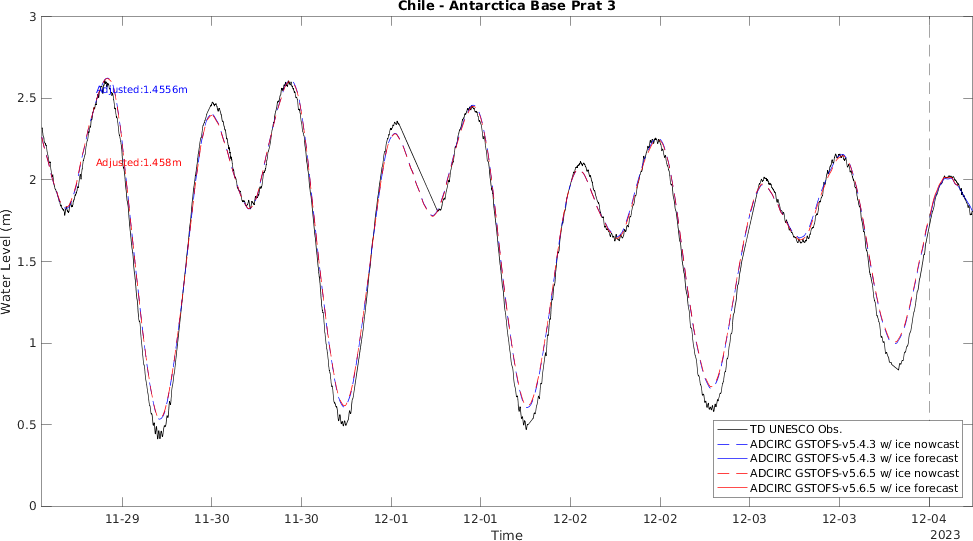 Chile - Antarctica Base Prat 3
3
2.5
2
1.5
1
0.5
0
Water Level (m)
Adjusted:1.4556m
Adjusted:1.458m
TD UNESCO Obs.
ADCIRC GSTOFS-v5.4.3 w/ ice nowcast
ADCIRC GSTOFS-v5.4.3 w/ ice forecast
ADCIRC GSTOFS-v5.6.5 w/ ice nowcast
ADCIRC GSTOFS-v5.6.5 w/ ice forecast
11-29 11-30 11-30 12-01 12-01 12-02 12-02 12-03 12-03 12-04
2023
Time